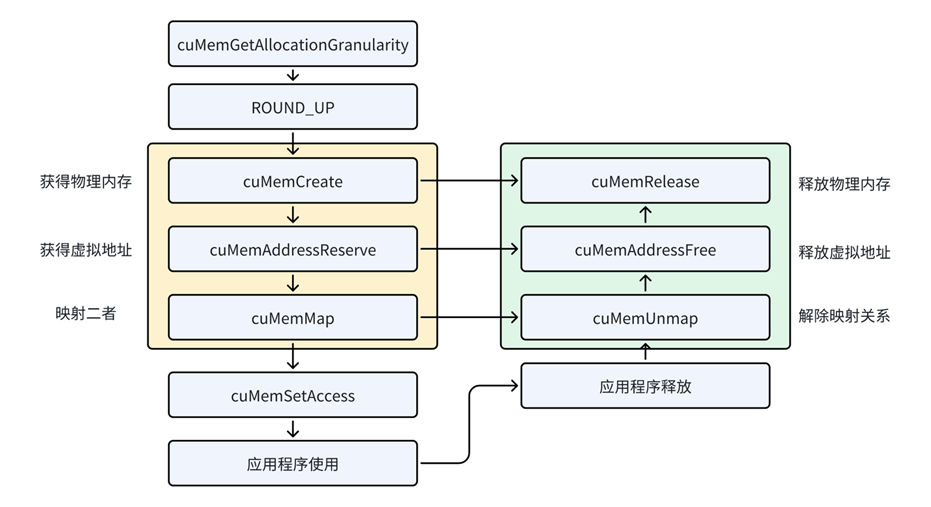 cuMemGetAllocationGranularity
ROUND_UP
获得物理内存
cuMemCreate
cuMemRelease
释放物理内存
获得虚拟地址
cuMemAddressReserve
cuMemAddressFree
释放虚拟地址
映射二者
cuMemMap
cuMemUnmap
解除映射关系
cuMemSetAccess
应用程序释放
应用程序使用